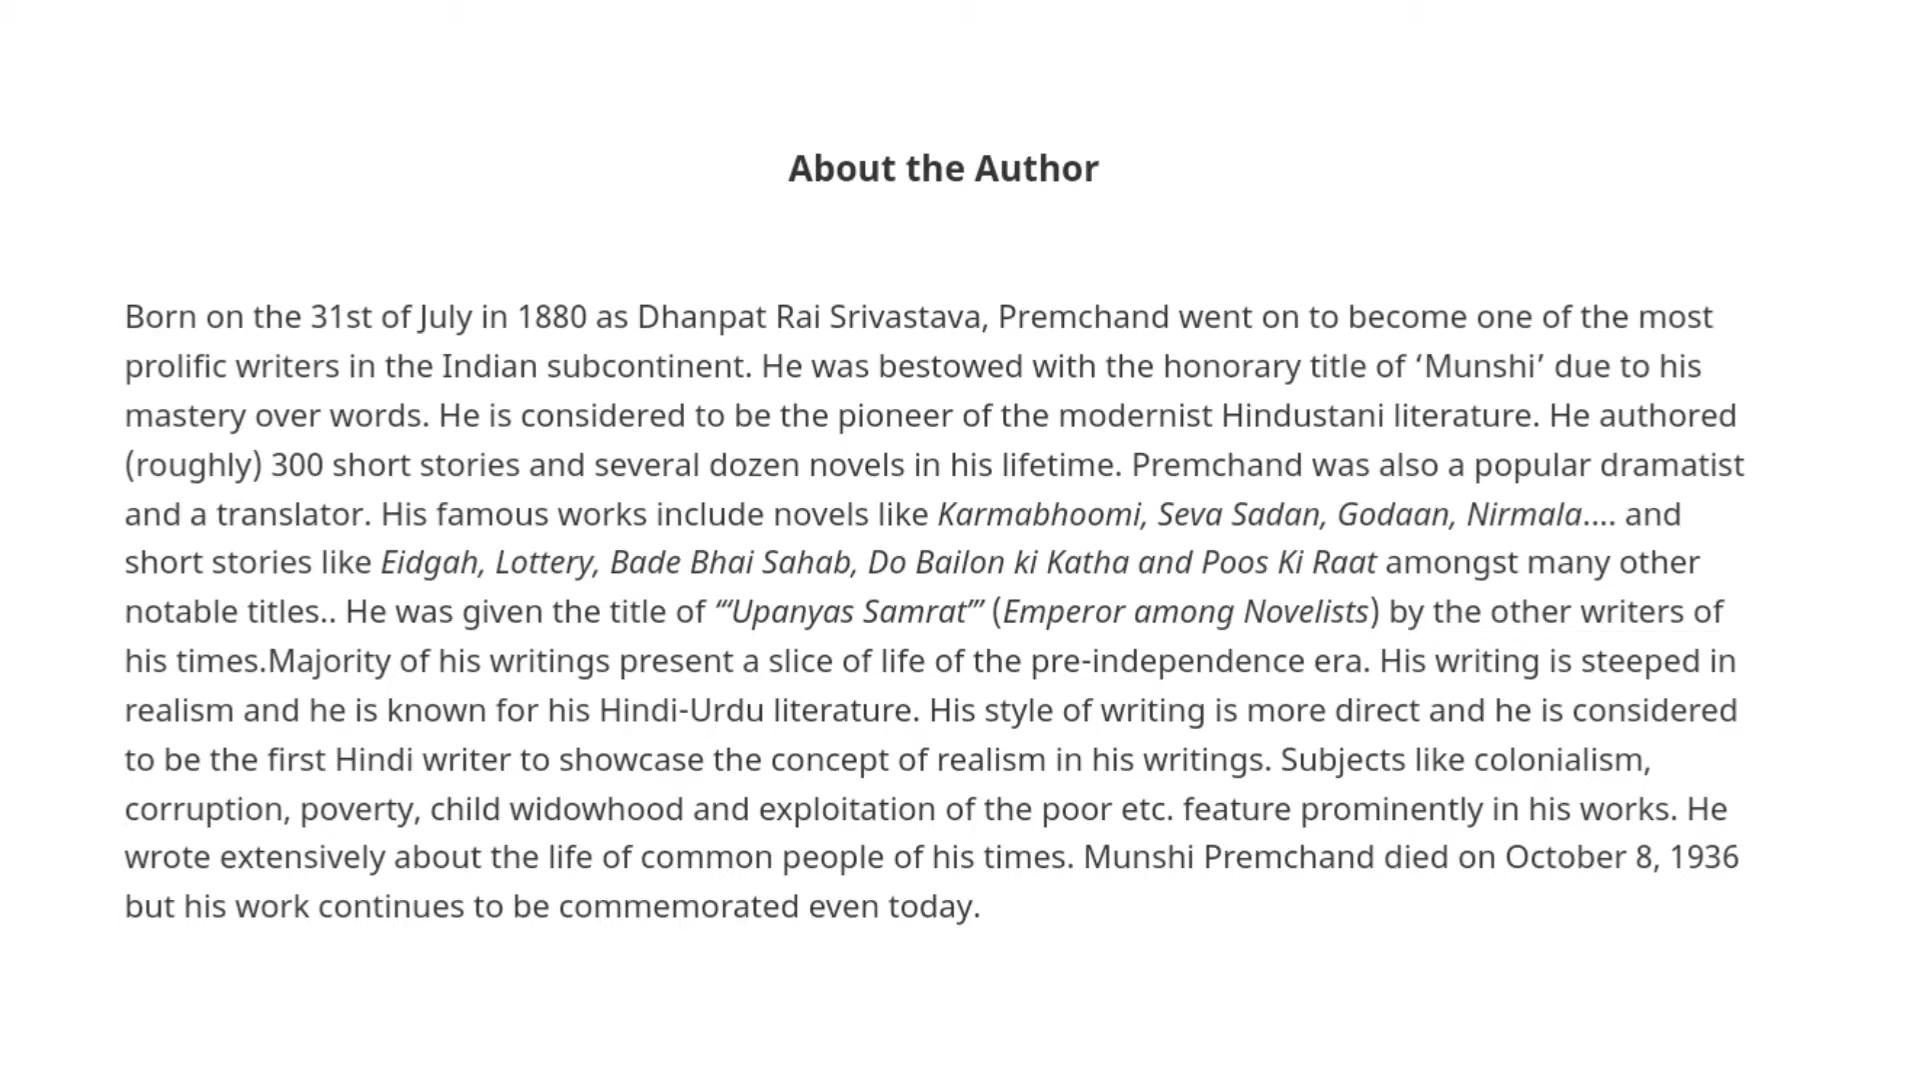 About the Author
Born on the 31st of July in 1880 as Dhanpat Rai Srivastava, Premchand went on to become one of the most
prolific writers in the Indian subcontinent. He was bestowed with the honorary title of ‘Munshi’ due to his
mastery over words. He is considered to be the pioneer of the modernist Hindustani literature. He authored
(roughly) 300 short stories and several dozen novels in his lifetime. Premchand was also a popular dramatist
and a translator. His famous works include novels like Karmabhoomi, Seva Sadan, Godaan, Nirmala.... and
short stories like Eidgah, Lottery, Bade Bhai Sahab, Do Bailon ki Katha and Poos Ki Raat amongst many other
notable titles.. He was given the title of “‘Upanyas Samrat’” (Emperor among Novelists) by the other writers of
his times.Majority of his writings present a slice of life of the pre-independence era. His writing is steeped in
realism and he is known for his Hindi-Urdu literature. His style of writing is more direct and he is considered
to be the first Hindi writer to showcase the concept of realism in his writings. Subjects like colonialism,
corruption, poverty, child widowhood and exploitation of the poor etc. feature prominently in his works. He
wrote extensively about the life of common people of his times. Munshi Premchand died on October 8, 1936
but his work continues to be commemorated even today.